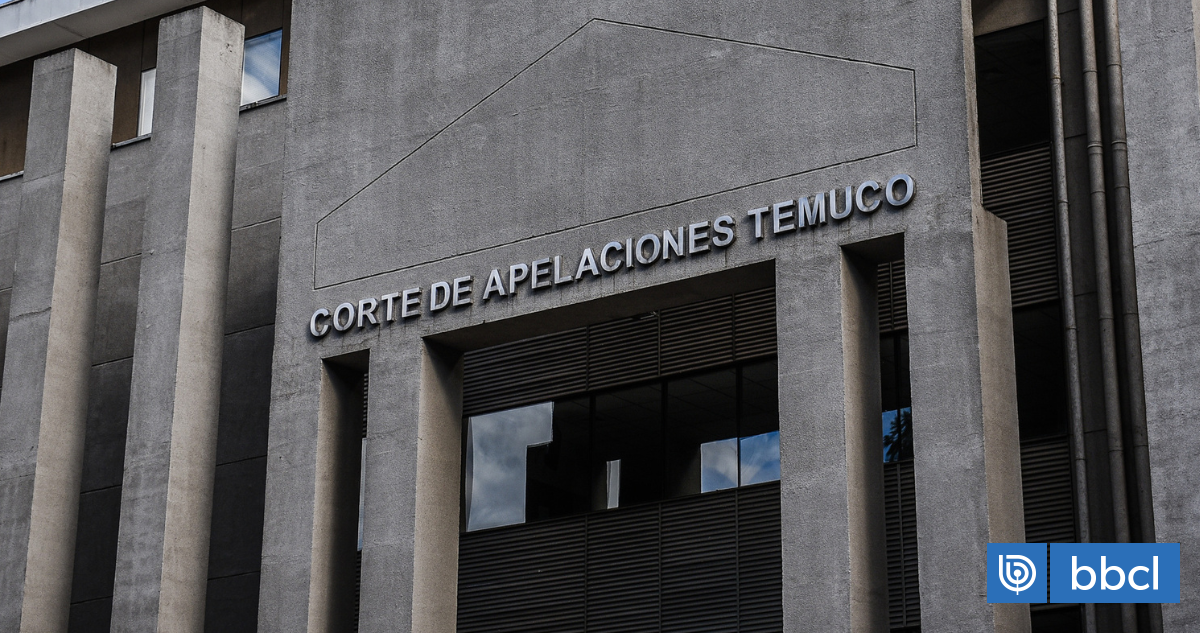 CORTE DE APELACIONES TEMUCO
bbcl